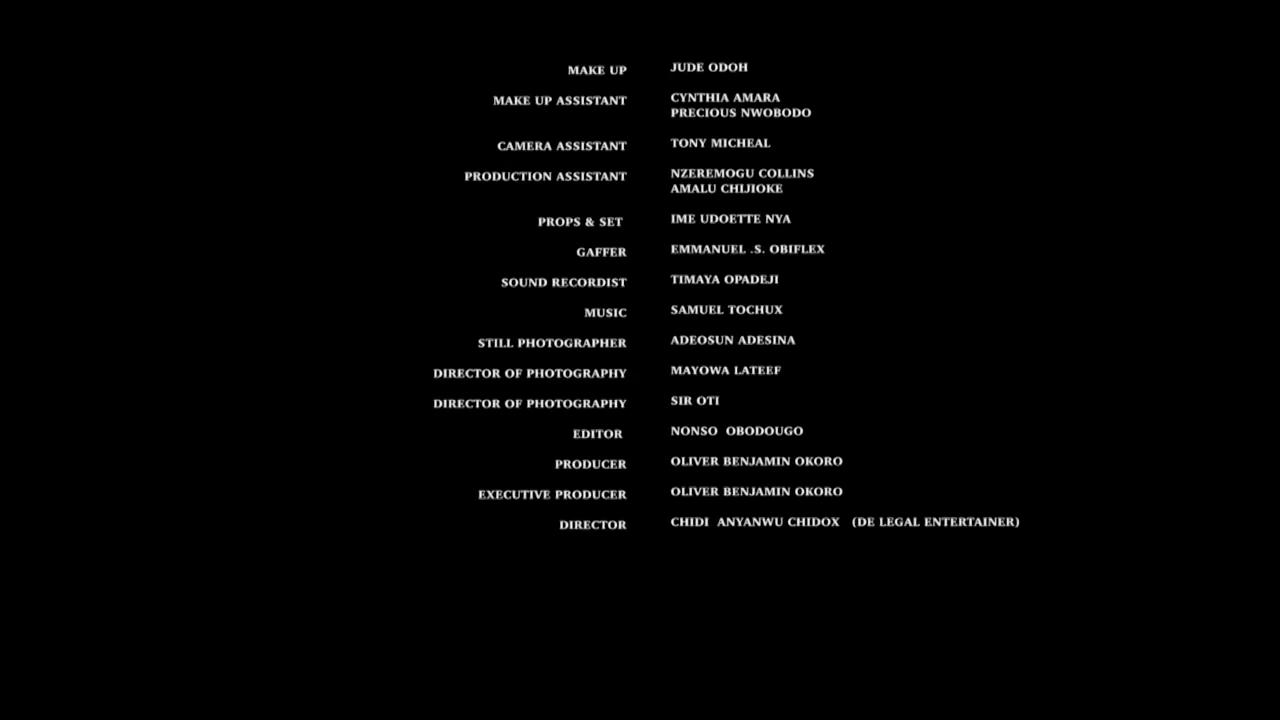 MAKE UP JUDE ODOH
MAKE UP ASSISTANT CYNTHIA AMARA
PRECIOUS NWOBODO
CAMERA ASSISTANT TONY MICHEAL
PRODUCTION ASSISTANT NZEREMOGU COLLINS
AMALU CHIJIOKE
PROPS & SET IME UDOETTE NYA
GAFFER EMMANUEL .S. OBIFLEX
SOUND RECORDIST TIMAYA OPADEJI
MUSIC SAMUEL TOCHUX
STILL PHOTOGRAPHER ADEOSUN ADESINA
DIRECTOR OF PHOTOGRAPHY MAYOWA LATEEF
DIRECTOR OF PHOTOGRAPHY SIR OTI
EDITOR NONSO OBODOUGO
PRODUCER OLIVER BENJAMIN OKORO
EXECUTIVE PRODUCER OLIVER BENJAMIN OKORO
DIRECTOR CHIDI ANYANWU CHIDOX (DE LEGAL ENTERTAINER)